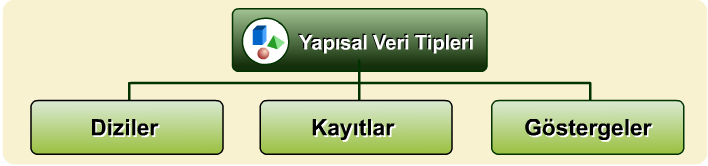 Yapısal Veri Tipleri
Diziler
Kayıtlar
Göstergeler